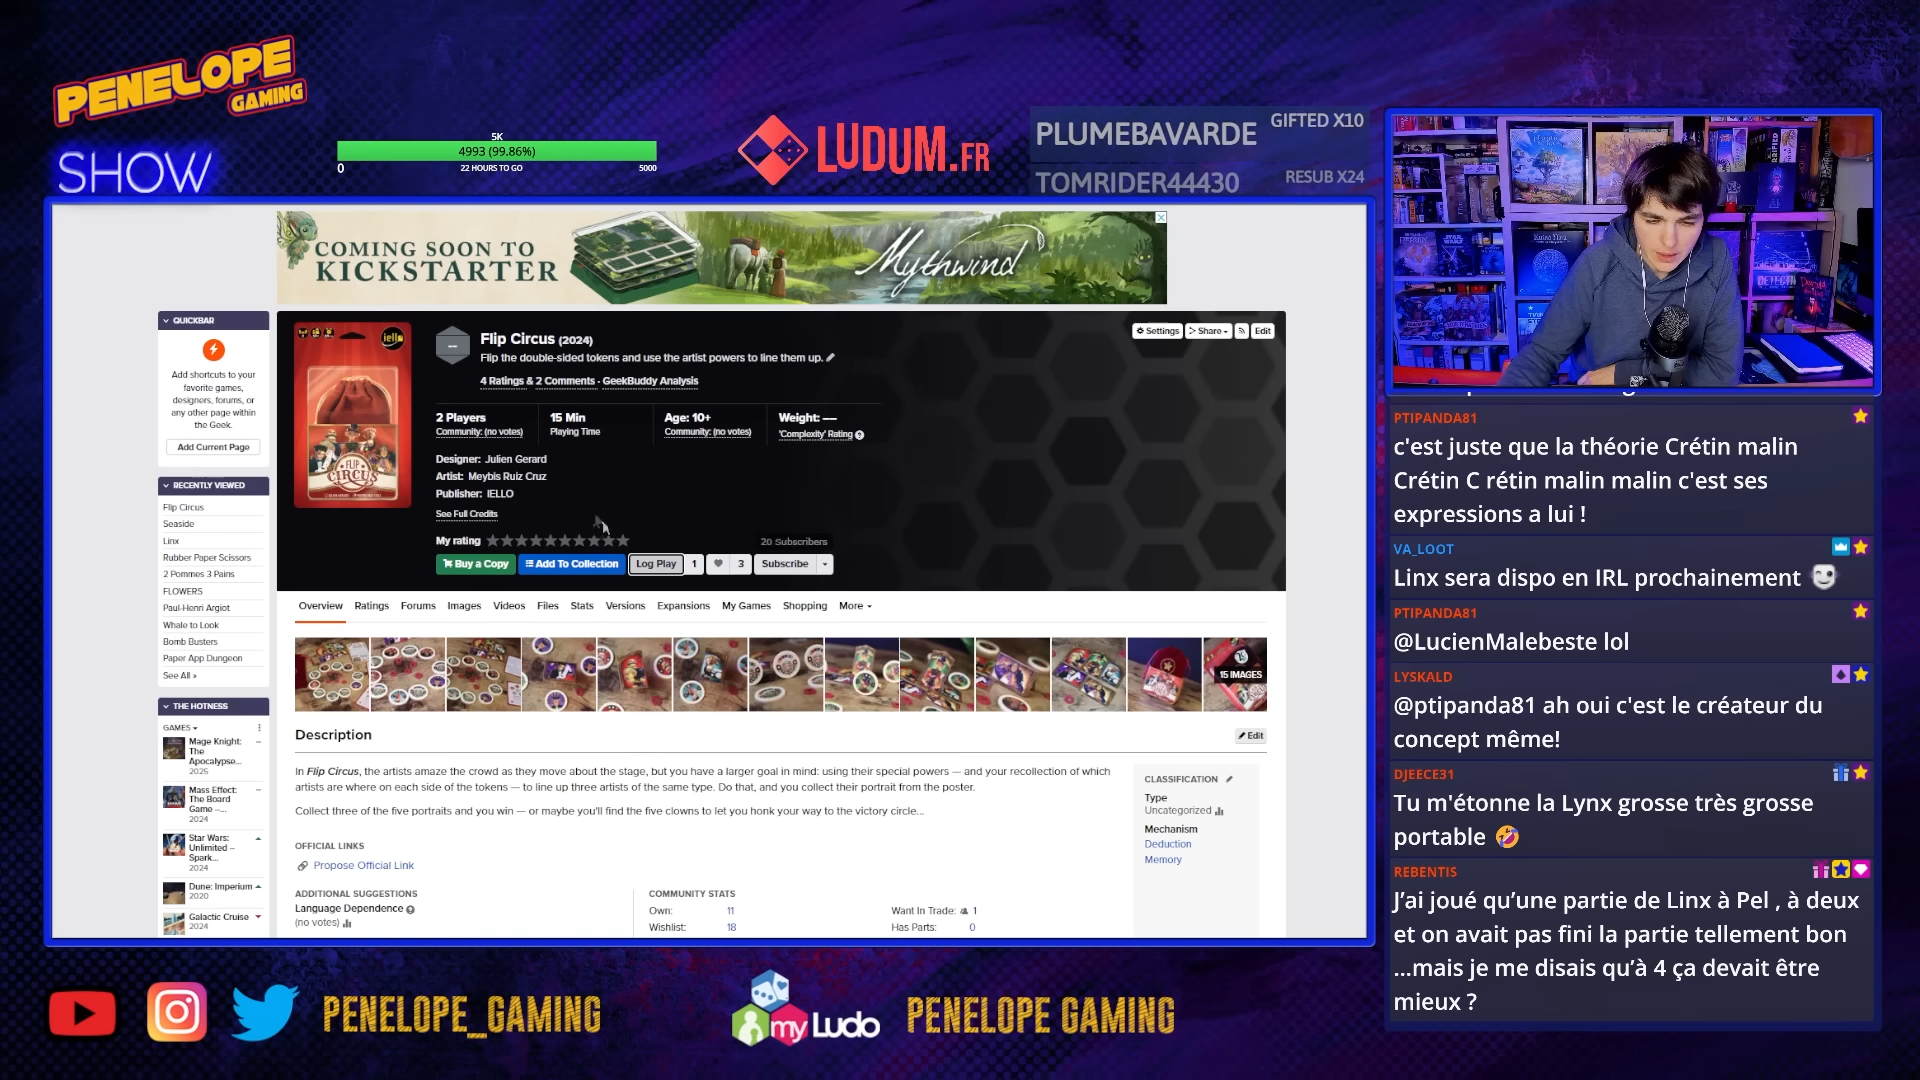 PENELOPE
GAMING
SHOW
5K
4993 (99.86%)
0
22 HOURS TO GO
5000
LUDUM.FR
PLUMEBAVARDE
GIFTED X10
TOMRIDER44430
RESUB X24
COMING SOON TO
KICKSTARTER
Mythwind
QUICKBAR
Add shortcuts to your
favorite games,
designers, forums, or
any other page within
the Geek.
Add Current Page
RECENTLY VIEWED
Flip Circus
Seaside
Linx
Rubber Paper Scissors
2 Pommes 3 Pains
FLOWERS
Paul-Henri Argiot
Whale to Look
Bomb Busters
Paper App Dungeon
See All »
THE HOTNESS
GAMES
Mage Knight:
The
Apocalypse...
2025
Mass Effect:
The Board
Game –...
2024
Star Wars:
Unlimited –
Spark...
2024
Dune: Imperium
2020
Galactic Cruise
2024
iello
FLIP
CIRCUS
--
Flip Circus (2024)
Flip the double-sided tokens and use the artist powers to line them up.
4 Ratings & 2 Comments · GeekBuddy Analysis
Settings
Share
Edit
2 Players
Community: (no votes)
15 Min
Playing Time
Age: 10+
Community: (no votes)
Weight: —
'Complexity' Rating
Designer: Julien Gerard
Artist: Meybis Ruiz Cruz
Publisher: IELLO
See Full Credits
My rating
20 Subscribers
Buy a Copy
Add To Collection
Log Play
1
3
Subscribe
Overview
Ratings
Forums
Images
Videos
Files
Stats
Versions
Expansions
My Games
Shopping
More
15 IMAGES
Description
Edit
In Flip Circus, the artists amaze the crowd as they move about the stage, but you have a larger goal in mind: using their special powers — and your recollection of which
artists are where on each side of the tokens — to line up three artists of the same type. Do that, and you collect their portrait from the poster.
Collect three of the five portraits and you win — or maybe you'll find the five clowns to let you honk your way to the victory circle...
OFFICIAL LINKS
Propose Official Link
ADDITIONAL SUGGESTIONS
Language Dependence
(no votes)
COMMUNITY STATS
Own: 11
Wishlist: 18
Want In Trade: 1
Has Parts: 0
CLASSIFICATION
Type
Uncategorized
Mechanism
Deduction
Memory
PTIPANDA81
c'est juste que la théorie Crétin malin
Crétin C rétin malin malin c'est ses
expressions a lui !
VA_LOOT
Linx sera dispo en IRL prochainement
PTIPANDA81
@LucienMalebeste lol
LYSKALD
@ptipanda81 ah oui c'est le créateur du
concept même!
DJEECE31
Tu m'étonne la Lynx grosse très grosse
portable 🤣
REBENTIS
J'ai joué qu'une partie de Linx à Pel , à deux
et on avait pas fini la partie tellement bon
...mais je me disais qu'à 4 ça devait être
mieux ?
PENELOPE_GAMING
my Ludo
PENELOPE GAMING